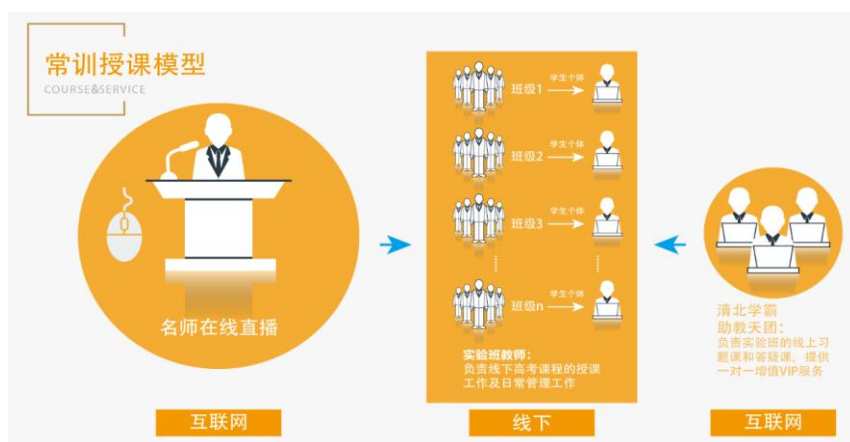 常训授课模型
COURSE&SERVICE
名师在线直播
互联网
班级1
学生个体
班级2
学生个体
班级3
学生个体
班级n
学生个体
实验班教师：
负责线下高考课程的授课
工作及日常管理工作
线下
清北学霸
助教天团：
负责实验班的线上习
题课和答疑课，提供
一对一增值VIP服务
互联网